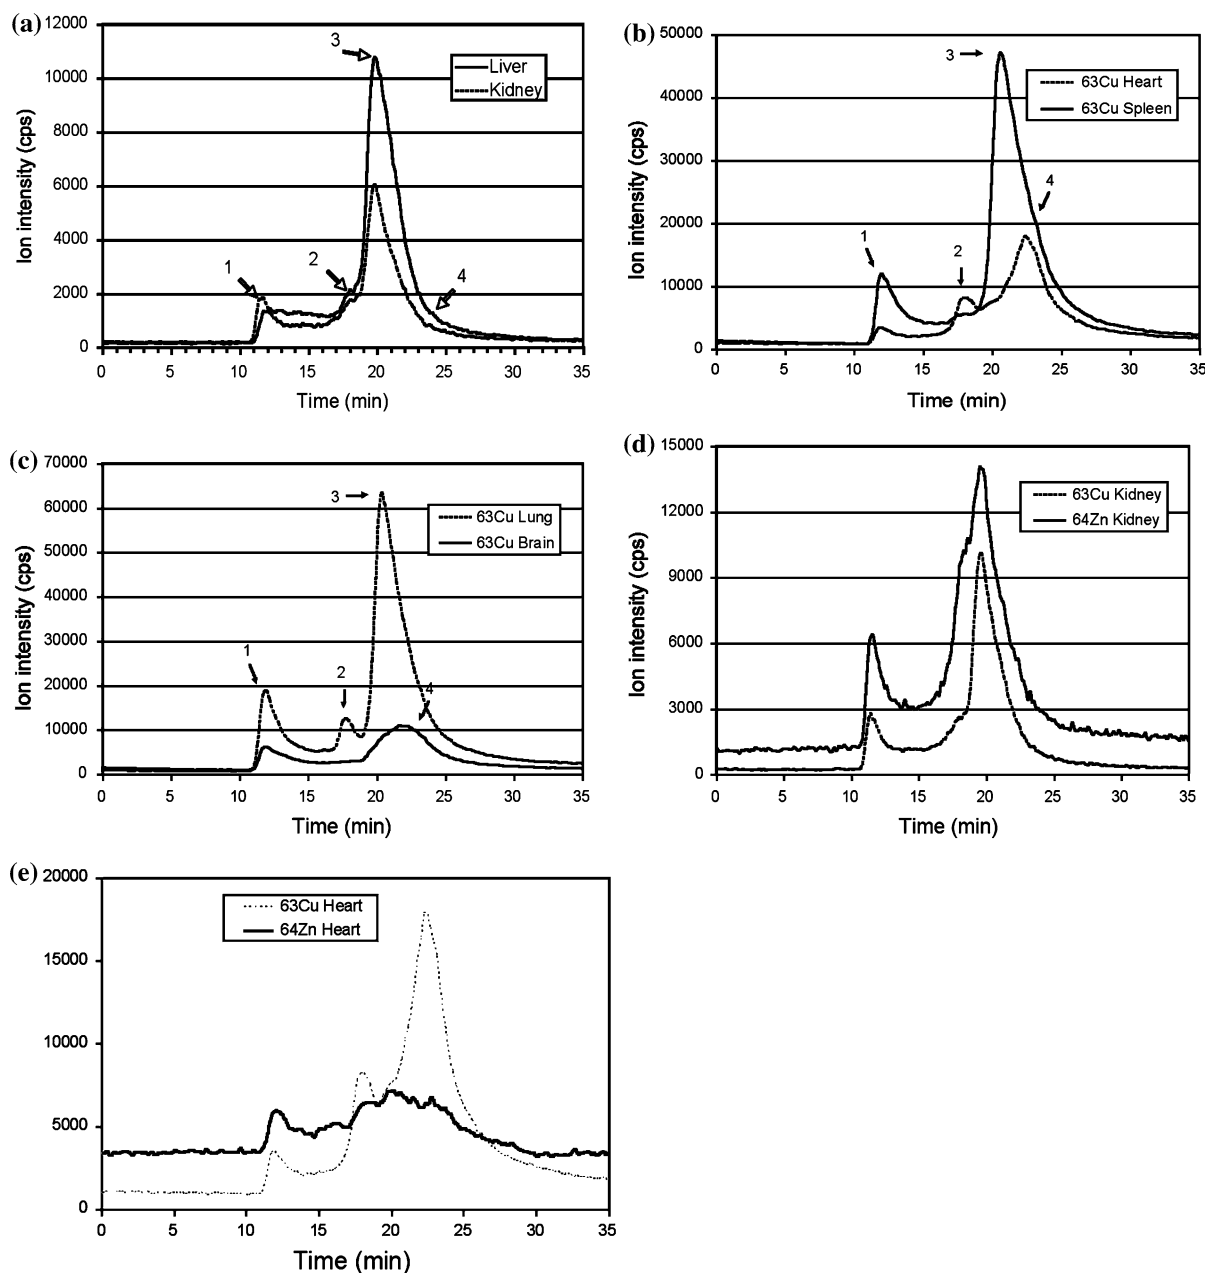 (a)
12000
10000
8000
6000
4000
2000
0
Ion intensity (cps)
0 5 10 15 20 25 30 35
Time (min)
Liver
Kidney
1
2
3
4
(b)
50000
40000
30000
20000
10000
0
Ion intensity (cps)
0 5 10 15 20 25 30 35
Time (min)
63Cu Heart
63Cu Spleen
1
2
3
4
(c)
70000
60000
50000
40000
30000
20000
10000
0
Ion intensity (cps)
0 5 10 15 20 25 30 35
Time (min)
63Cu Lung
63Cu Brain
1
2
3
4
(d)
15000
12000
9000
6000
3000
0
Ion intensity (cps)
0 5 10 15 20 25 30 35
Time (min)
63Cu Kidney
64Zn Kidney
(e)
20000
15000
10000
5000
0
0 5 10 15 20 25 30 35
Time (min)
63Cu Heart
64Zn Heart